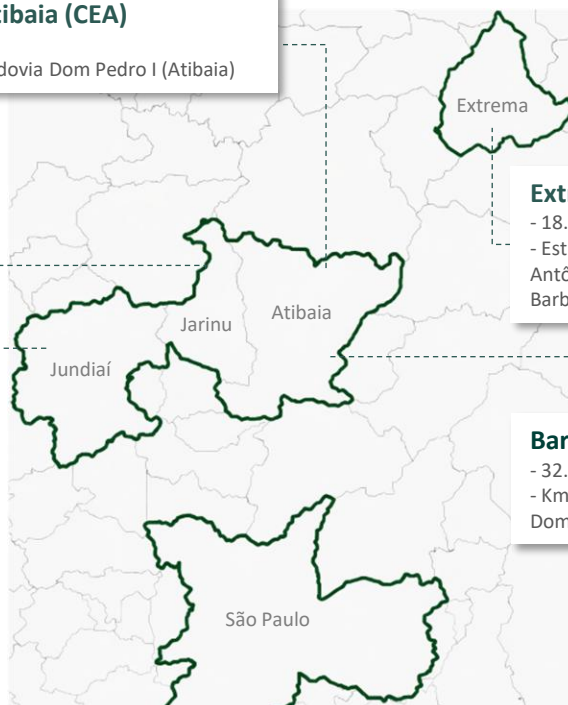 tibaia (CEA)
dovia Dom Pedro I (Atibaia)
Extrema
Extr
- 18.
- Est
Antô
Barb
Jarinu
Atibaia
Jundiaí
Bar
- 32.
- Km
Dom
São Paulo